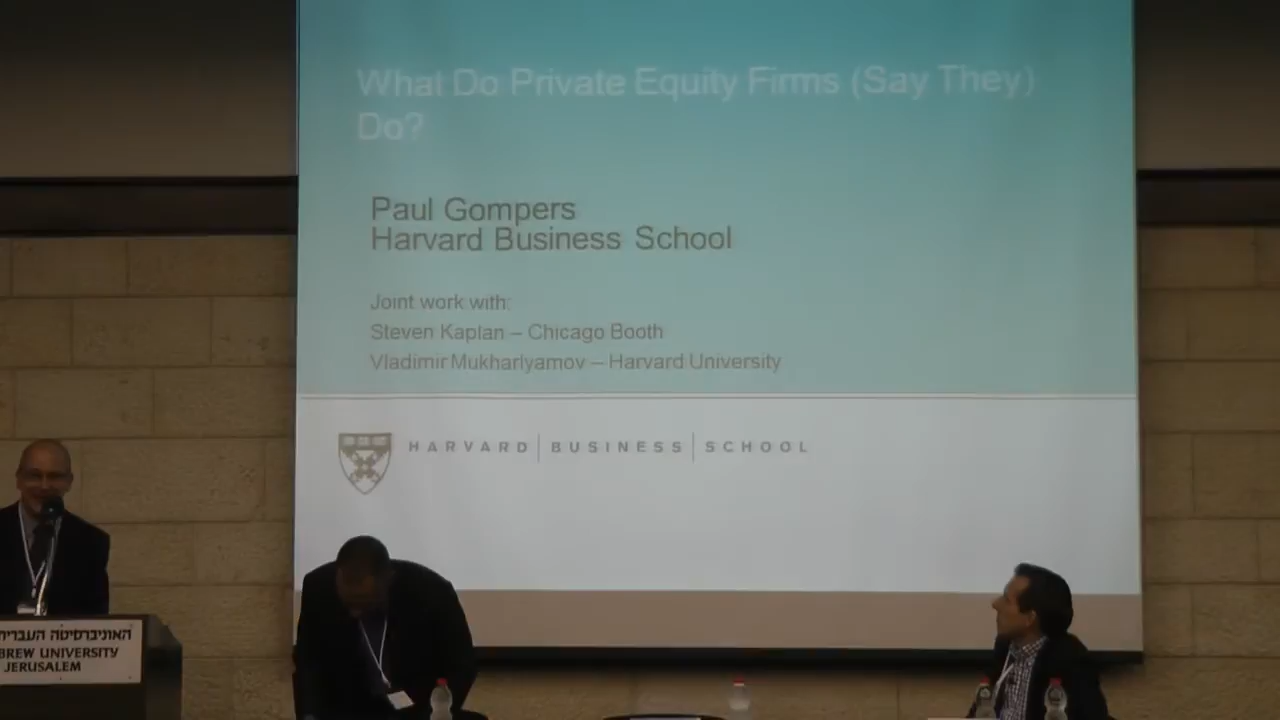 What Do Private Equity Firms (Say They)
Do?
Paul Gompers
Harvard Business School
Joint work with:
Steven Kaplan – Chicago Booth
Vladimir Mukharlyamov – Harvard University
HARVARD | BUSINESS | SCHOOL
האוניברסיטה העברית
BREW UNIVERSITY
JERUSALEM